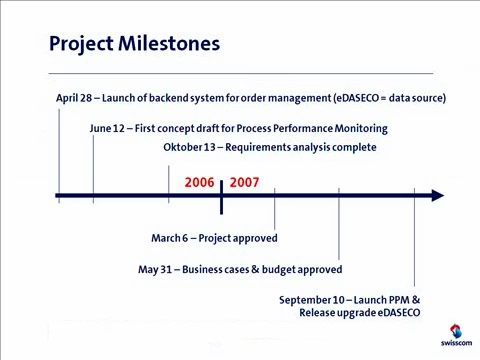 Project Milestones
April 28 – Launch of backend system for order management (eDASECO = data source)
June 12 – First concept draft for Process Performance Monitoring
Oktober 13 – Requirements analysis complete
2006 2007
March 6 – Project approved
May 31 – Business cases & budget approved
September 10 – Launch PPM &
Release upgrade eDASECO
swisscom